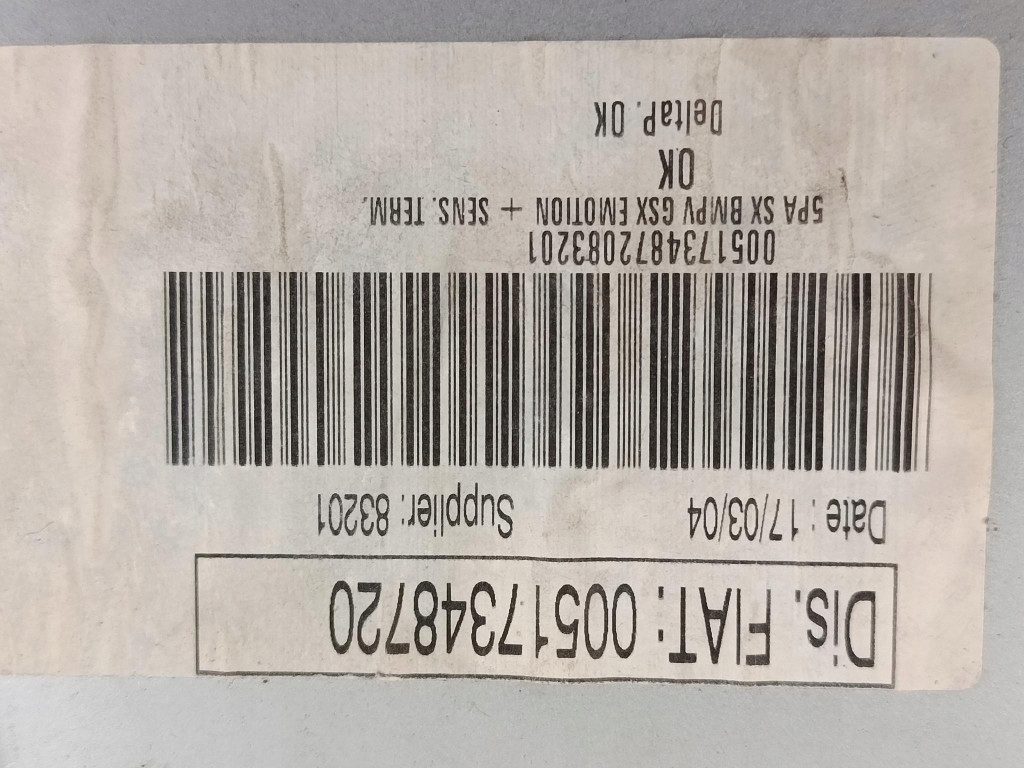 Dis. FIAT: 00517348720
Date : 17/03/04 Supplier: 83201
0051734872083201
5PA SX BMPV GSX EMOTION + SENS. TERM.
OK
DeltaP. OK